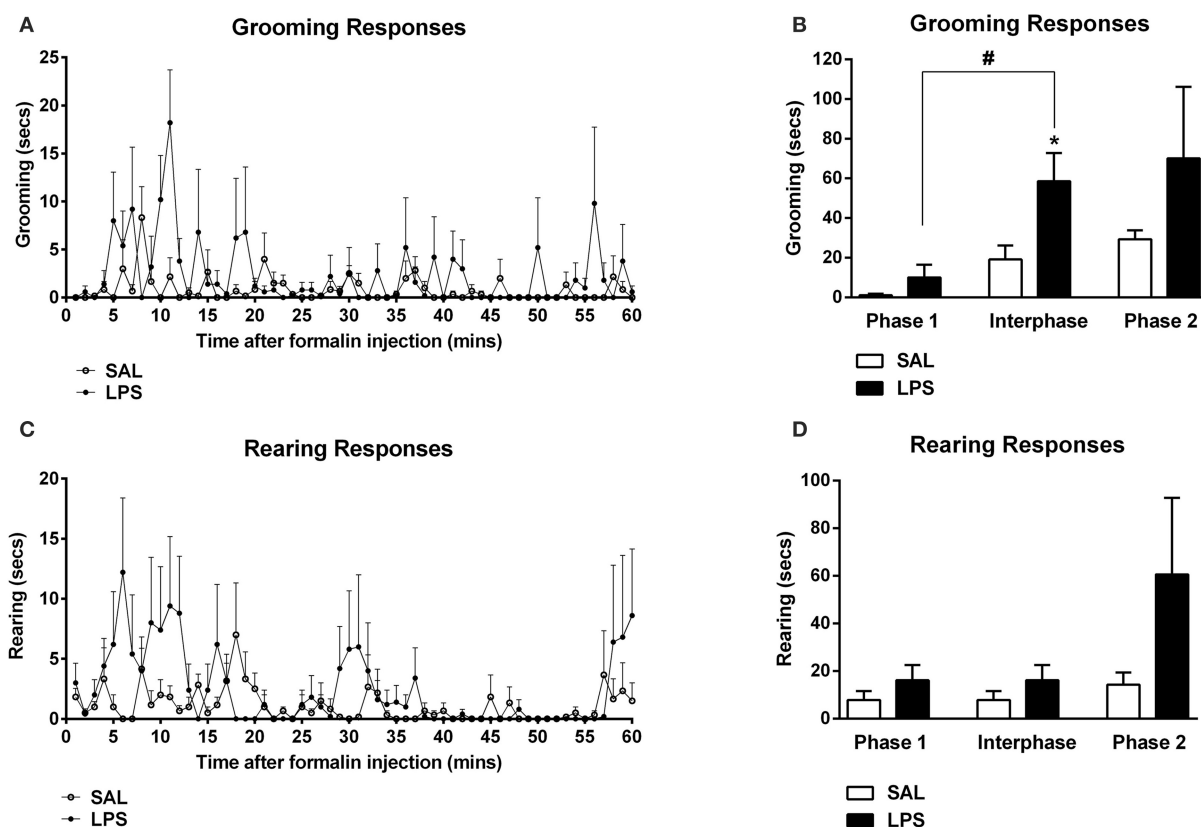 A
Grooming Responses
25
20
15
10
5
0
Grooming (secs)
0 5 10 15 20 25 30 35 40 45 50 55 60
Time after formalin injection (mins)
SAL
LPS
B
Grooming Responses
120
100
80
60
40
20
0
Grooming (secs)
#
*
Phase 1 Interphase Phase 2
SAL
LPS
C
Rearing Responses
20
15
10
5
0
Rearing (secs)
0 5 10 15 20 25 30 35 40 45 50 55 60
Time after formalin injection (mins)
SAL
LPS
D
Rearing Responses
100
80
60
40
20
0
Rearing (secs)
Phase 1 Interphase Phase 2
SAL
LPS